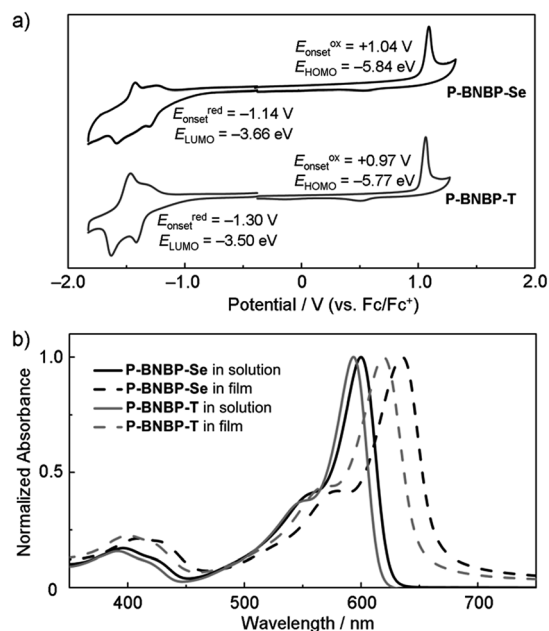 a)
E_onset^ox = +1.04 V
E_HOMO = –5.84 eV
P-BNBP-Se
E_onset^red = –1.14 V
E_LUMO = –3.66 eV
E_onset^ox = +0.97 V
E_HOMO = –5.77 eV
P-BNBP-T
E_onset^red = –1.30 V
E_LUMO = –3.50 eV
–2.0 –1.0 0 1.0 2.0
Potential / V (vs. Fc/Fc⁺)
b)
1.0
0.5
0
Normalized Absorbance
P-BNBP-Se in solution
P-BNBP-Se in film
P-BNBP-T in solution
P-BNBP-T in film
400 500 600 700
Wavelength / nm